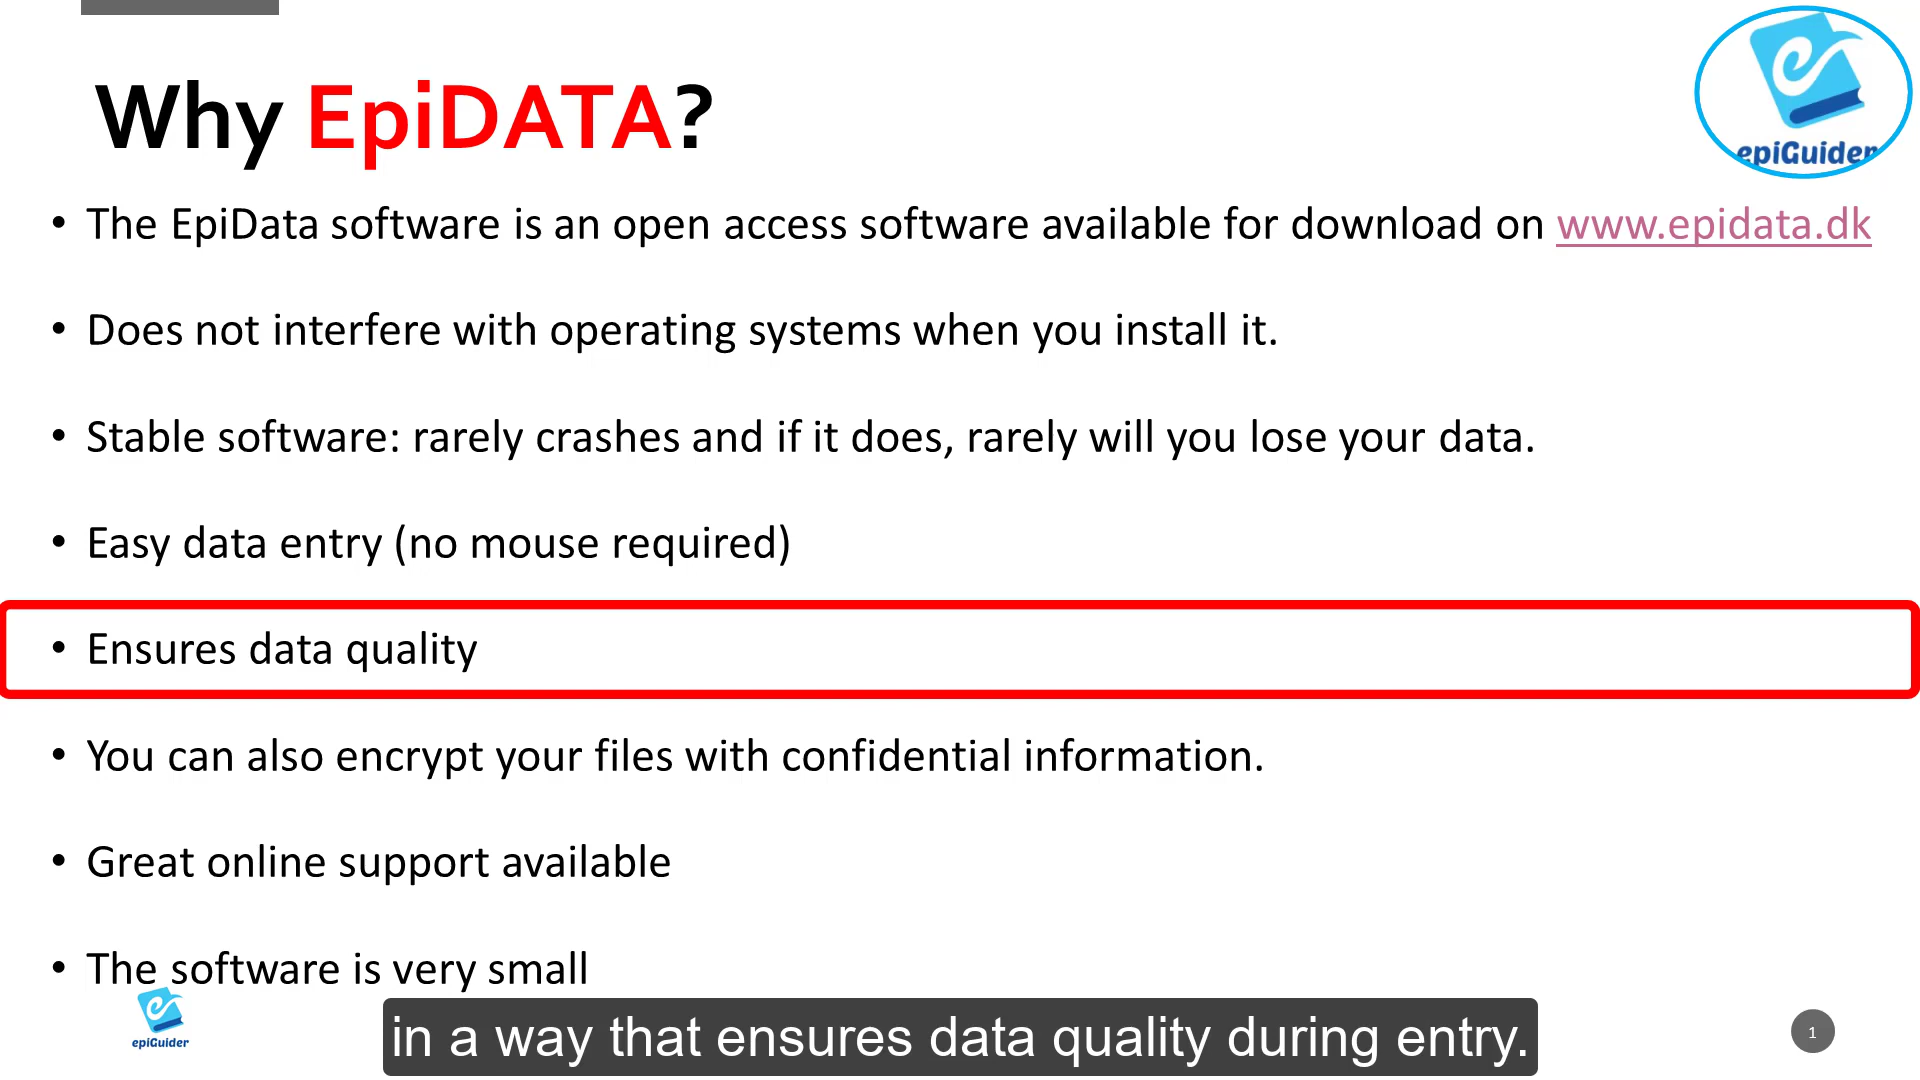 Why EpiDATA?
epiGuider
• The EpiData software is an open access software available for download on www.epidata.dk
• Does not interfere with operating systems when you install it.
• Stable software: rarely crashes and if it does, rarely will you lose your data.
• Easy data entry (no mouse required)
• Ensures data quality
• You can also encrypt your files with confidential information.
• Great online support available
• The software is very small
epiGuider
in a way that ensures data quality during entry.
1